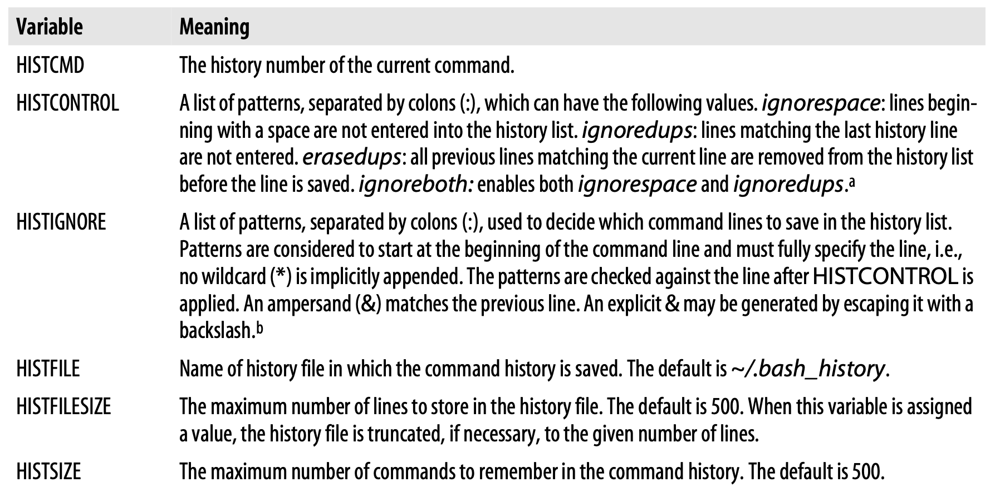 Variable Meaning
HISTCMD The history number of the current command.
HISTCONTROL A list of patterns, separated by colons (:), which can have the following values. ignorespace: lines begin-
ning with a space are not entered into the history list. ignoredups: lines matching the last history line
are not entered. erasedups: all previous lines matching the current line are removed from the history list
before the line is saved. ignoreboth: enables both ignorespace and ignoredups.a
HISTIGNORE A list of patterns, separated by colons (:), used to decide which command lines to save in the history list.
Patterns are considered to start at the beginning of the command line and must fully specify the line, i.e.,
no wildcard (*) is implicitly appended. The patterns are checked against the line after HISTCONTROL is
applied. An ampersand (&) matches the previous line. An explicit & may be generated by escaping it with a
backslash.b
HISTFILE Name of history file in which the command history is saved. The default is ~/.bash_history.
HISTFILESIZE The maximum number of lines to store in the history file. The default is 500. When this variable is assigned
a value, the history file is truncated, if necessary, to the given number of lines.
HISTSIZE The maximum number of commands to remember in the command history. The default is 500.